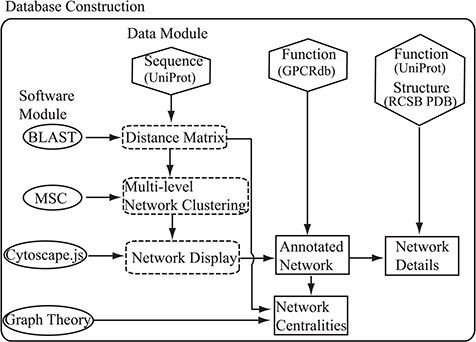 Database Construction
Data Module
Sequence
(UniProt)
Function
(GPCRdb)
Function
(UniProt)
Structure
(RCSB PDB)
Software
Module
BLAST
Distance Matrix
MSC
Multi-level
Network Clustering
Cytoscape.js
Network Display
Annotated
Network
Network
Details
Graph Theory
Network
Centralities